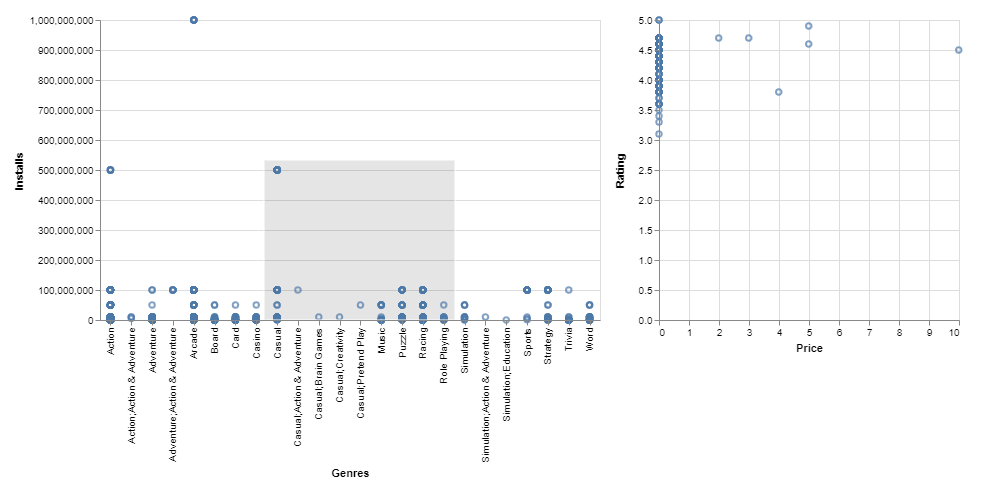 1,000,000,000
900,000,000
800,000,000
700,000,000
600,000,000
500,000,000
400,000,000
300,000,000
200,000,000
100,000,000
0
Installs
Action
Action;Action & Adventure
Adventure
Adventure;Action & Adventure
Arcade
Board
Card
Casino
Casual
Casual;Action & Adventure
Casual;Brain Games
Casual;Creativity
Casual;Pretend Play
Music
Puzzle
Racing
Role Playing
Simulation
Simulation;Action & Adventure
Simulation;Education
Sports
Strategy
Trivia
Word
Genres
5.0
4.5
4.0
3.5
3.0
2.5
2.0
1.5
1.0
0.5
0.0
Rating
0 1 2 3 4 5 6 7 8 9 10
Price